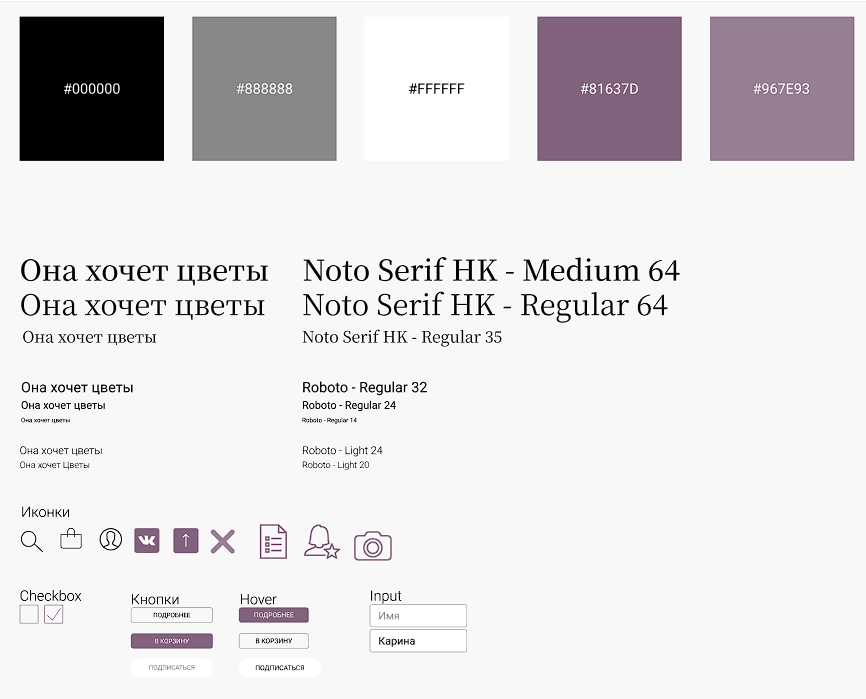 #000000
#888888
#FFFFFF
#81637D
#967E93
Она хочет цветы
Noto Serif HK - Medium 64
Она хочет цветы
Noto Serif HK - Regular 64
Она хочет цветы
Noto Serif HK - Regular 35
Она хочет цветы
Roboto - Regular 32
Она хочет цветы
Roboto - Regular 24
Она хочет цветы
Roboto - Regular 14
Она хочет цветы
Roboto - Light 24
Она хочет Цветы
Roboto - Light 20
Иконки
Checkbox
Кнопки
Hover
Input
ПОДРОБНЕЕ
ПОДРОБНЕЕ
Имя
В КОРЗИНУ
В КОРЗИНУ
Карина
ПОДПИСАТЬСЯ
ПОДПИСАТЬСЯ